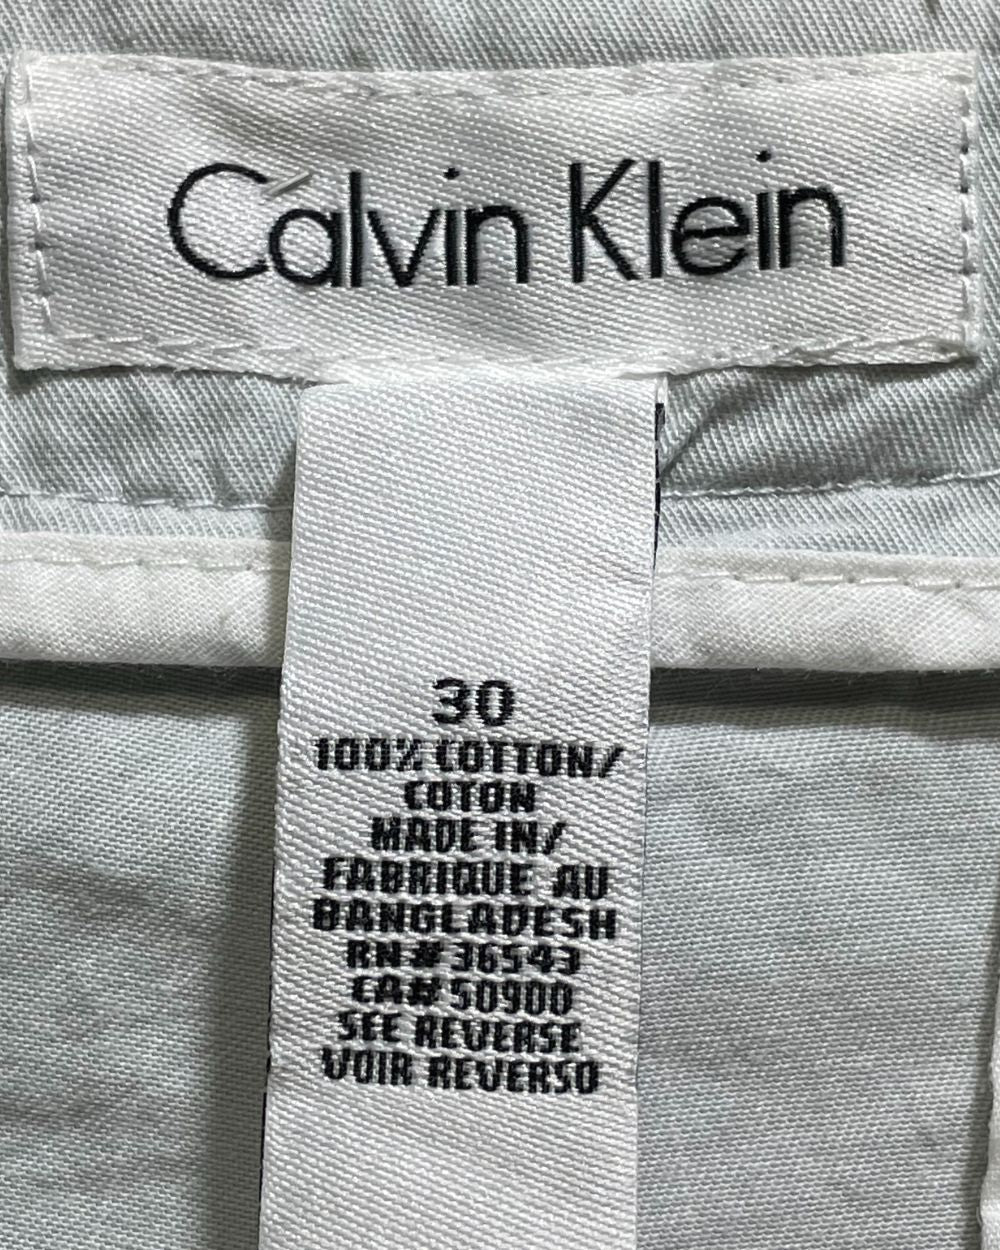 Calvin Klein
30
100% COTTON/
COTON
MADE IN/
FABRIQUE AU
BANGLADESH
RN# 36543
CA# 50900
SEE REVERSE
VOIR REVERSO